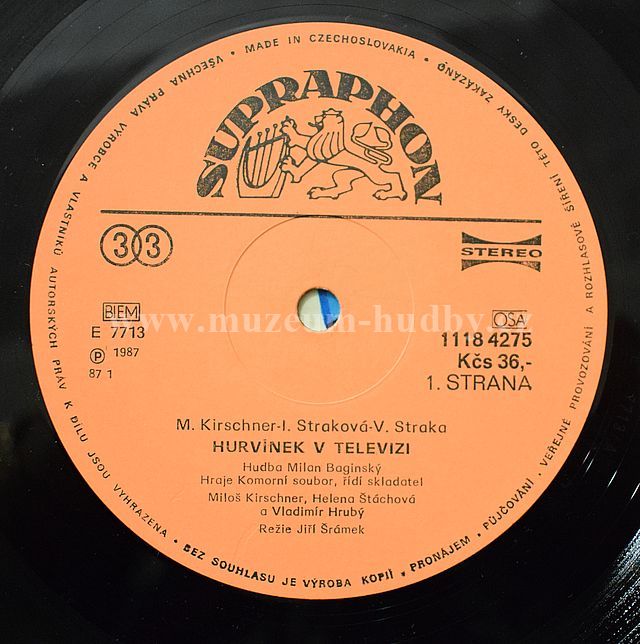 VŠECHNA PRÁVA VÝROBCE A VLASTNÍKŮ AUTORSKÝCH PRÁV K DÍLU JSOU VYHRAZENA • BEZ SOUHLASU JE VÝROBA KOPIÍ, PRONÁJEM, PŮJČOVÁNÍ, VEŘEJNÉ PROVOZOVÁNÍ A ROZHLASOVÉ ŠÍŘENÍ TÉTO DESKY ZAKÁZÁNO • MADE IN CZECHOSLOVAKIA •
SUPRAPHON
33
STEREO
BIEM
E 7713
℗ 1987
87 1
www.muzeum-hudby.cz
OSA
1118 4275
Kčs 36,-
1. STRANA
M. Kirschner-I. Straková-V. Straka
HURVÍNEK V TELEVIZI
Hudba Milan Baginský
Hraje Komorní soubor, řídí skladatel
Miloš Kirschner, Helena Štáchová
a Vladimír Hrubý
Režie Jiří Šrámek